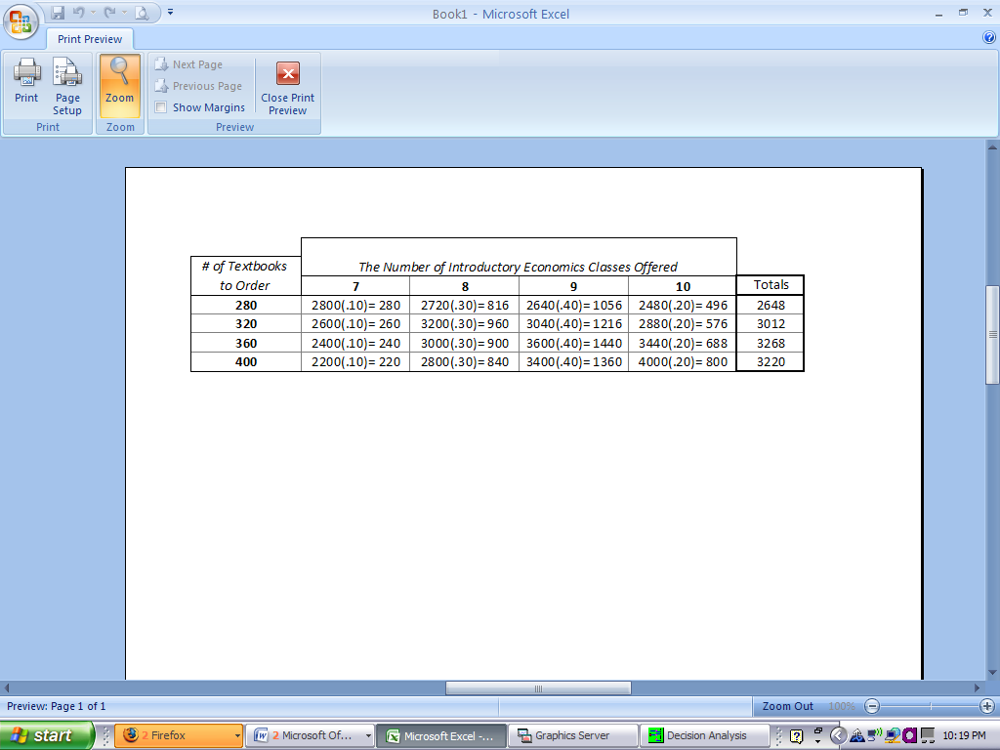 Book1 - Microsoft Excel
Print Preview
Print
Page Setup
Zoom
Next Page
Previous Page
Show Margins
Close Print Preview
Print
Zoom
Preview
# of Textbooks to Order
The Number of Introductory Economics Classes Offered
7 8 9 10 Totals
280 2800(.10)= 280 2720(.30)= 816 2640(.40)= 1056 2480(.20)= 496 2648
320 2600(.10)= 260 3200(.30)= 960 3040(.40)= 1216 2880(.20)= 576 3012
360 2400(.10)= 240 3000(.30)= 900 3600(.40)= 1440 3440(.20)= 688 3268
400 2200(.10)= 220 2800(.30)= 840 3400(.40)= 1360 4000(.20)= 800 3220
Preview: Page 1 of 1
Zoom Out 100%
start
2 Firefox
2 Microsoft Of...
Microsoft Excel -...
Graphics Server
Decision Analysis
10:19 PM